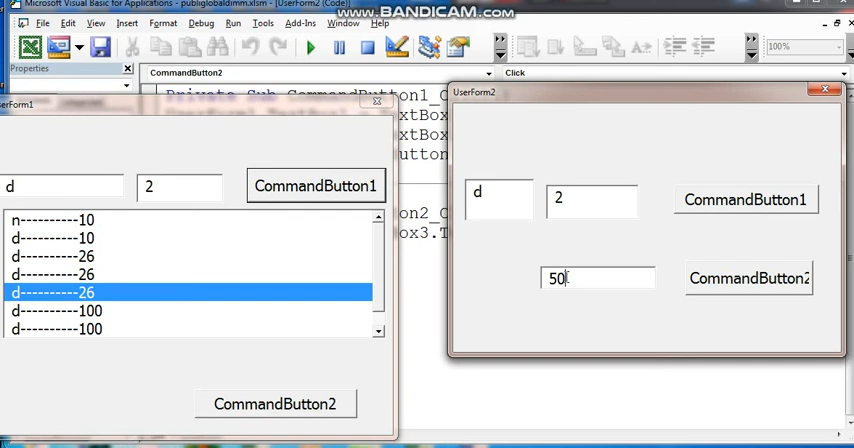 Microsoft Visual Basic for Applications - publiglobaldimm.xlsm - [UserForm2 (Code)]
www.BANDICAM.com
File Edit View Insert Format Debug Run Tools Add-Ins Window Help
100%
Properties
CommandButton2
Click
Private Sub CommandButton1_C
serForm1
UserForm2
d
2
CommandButton1
n----------10
d----------10
d----------26
d----------26
d----------26
d----------100
d----------100
CommandButton2
d
2
CommandButton1
50
CommandButton2